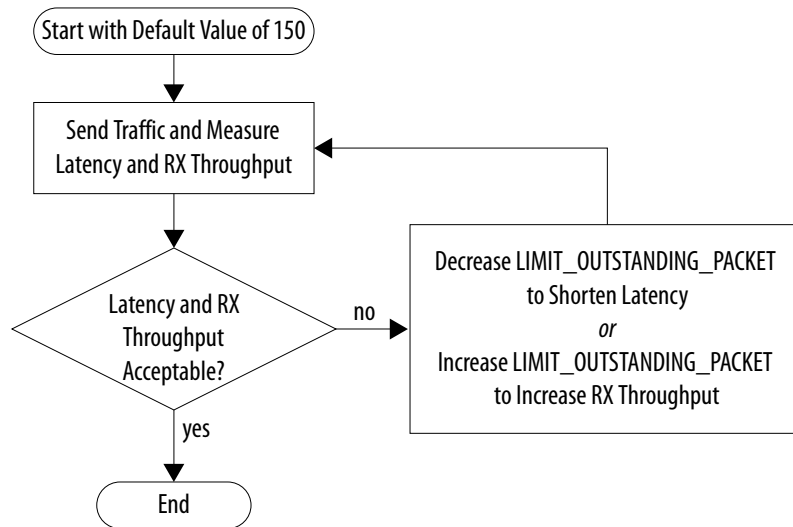 Start with Default Value of 150
Send Traffic and Measure
Latency and RX Throughput
Latency and RX
Throughput
Acceptable?
no
Decrease LIMIT_OUTSTANDING_PACKET
to Shorten Latency
or
Increase LIMIT_OUTSTANDING_PACKET
to Increase RX Throughput
yes
End